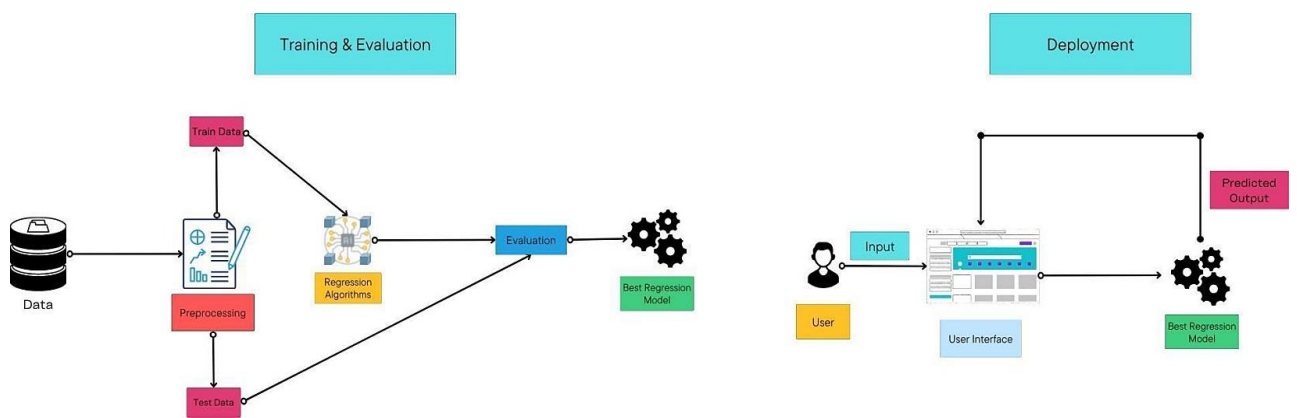 Training & Evaluation
Deployment
Train Data
Data
Preprocessing
Test Data
Regression
Algorithms
Evaluation
Best Regression
Model
Predicted
Output
Input
User
User Interface
Best Regression
Model